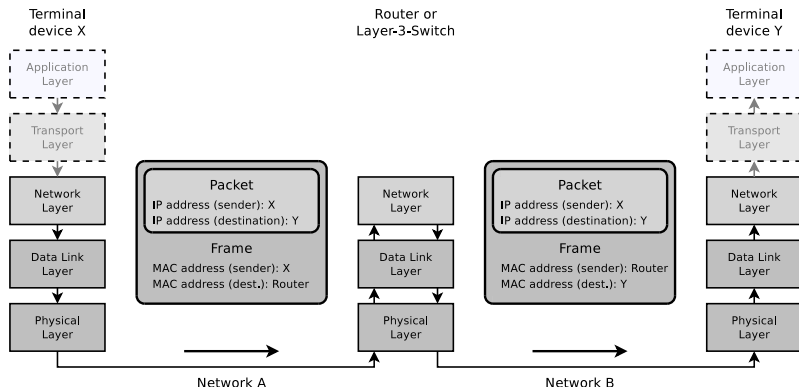 Terminal
device X
Router or
Layer-3-Switch
Terminal
device Y
Application
Layer
Transport
Layer
Network
Layer
Data Link
Layer
Physical
Layer
Packet
IP address (sender): X
IP address (destination): Y
Frame
MAC address (sender): X
MAC address (dest.): Router
Network
Layer
Data Link
Layer
Physical
Layer
Packet
IP address (sender): X
IP address (destination): Y
Frame
MAC address (sender): Router
MAC address (dest.): Y
Application
Layer
Transport
Layer
Network
Layer
Data Link
Layer
Physical
Layer
Network A
Network B